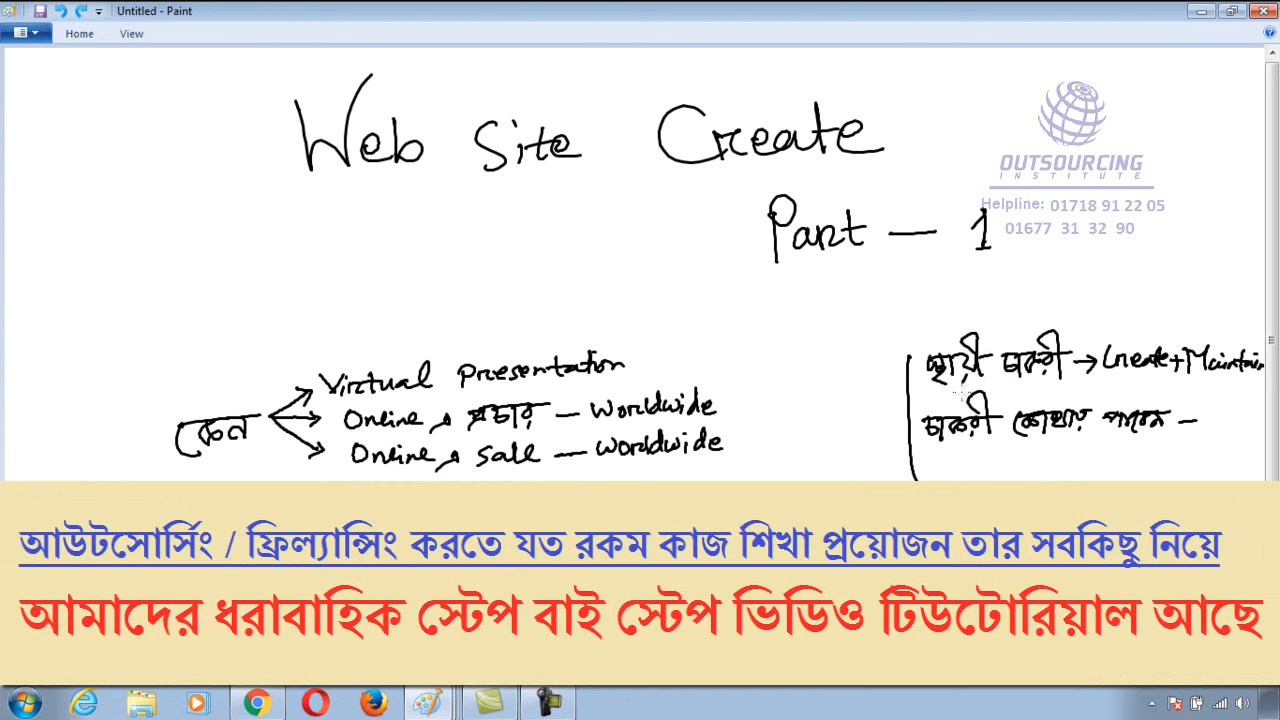 Untitled - Paint
Home View
Web Site Create
OUTSOURCING
INSTITUTE
Helpline: 01718 91 22 05
01677 31 32 90
Part — 1
কেন
Virtual Presentation
Online এ প্রচার — Worldwide
Online এ Sale — Worldwide
স্থায়ী চাকরী → Create + Maintain
চাকরী কোথায় পাবেন —
আউটসোর্সিং / ফ্রিল্যান্সিং করতে যত রকম কাজ শিখা প্রয়োজন তার সবকিছু নিয়ে
আমাদের ধরাবাহিক স্টেপ বাই স্টেপ ভিডিও টিউটোরিয়াল আছে